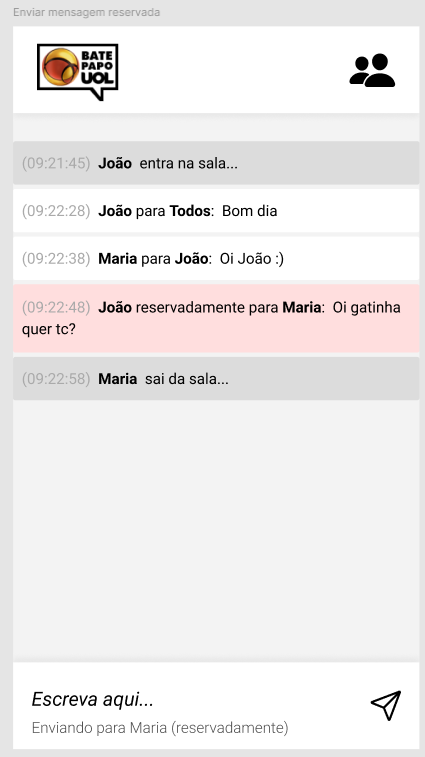 Enviar mensagem reservada
BATE
PAPO
UOL
(09:21:45) João entra na sala...
(09:22:28) João para Todos: Bom dia
(09:22:38) Maria para João: Oi João :)
(09:22:48) João reservadamente para Maria: Oi gatinha
quer tc?
(09:22:58) Maria sai da sala...
Escreva aqui...
Enviando para Maria (reservadamente)